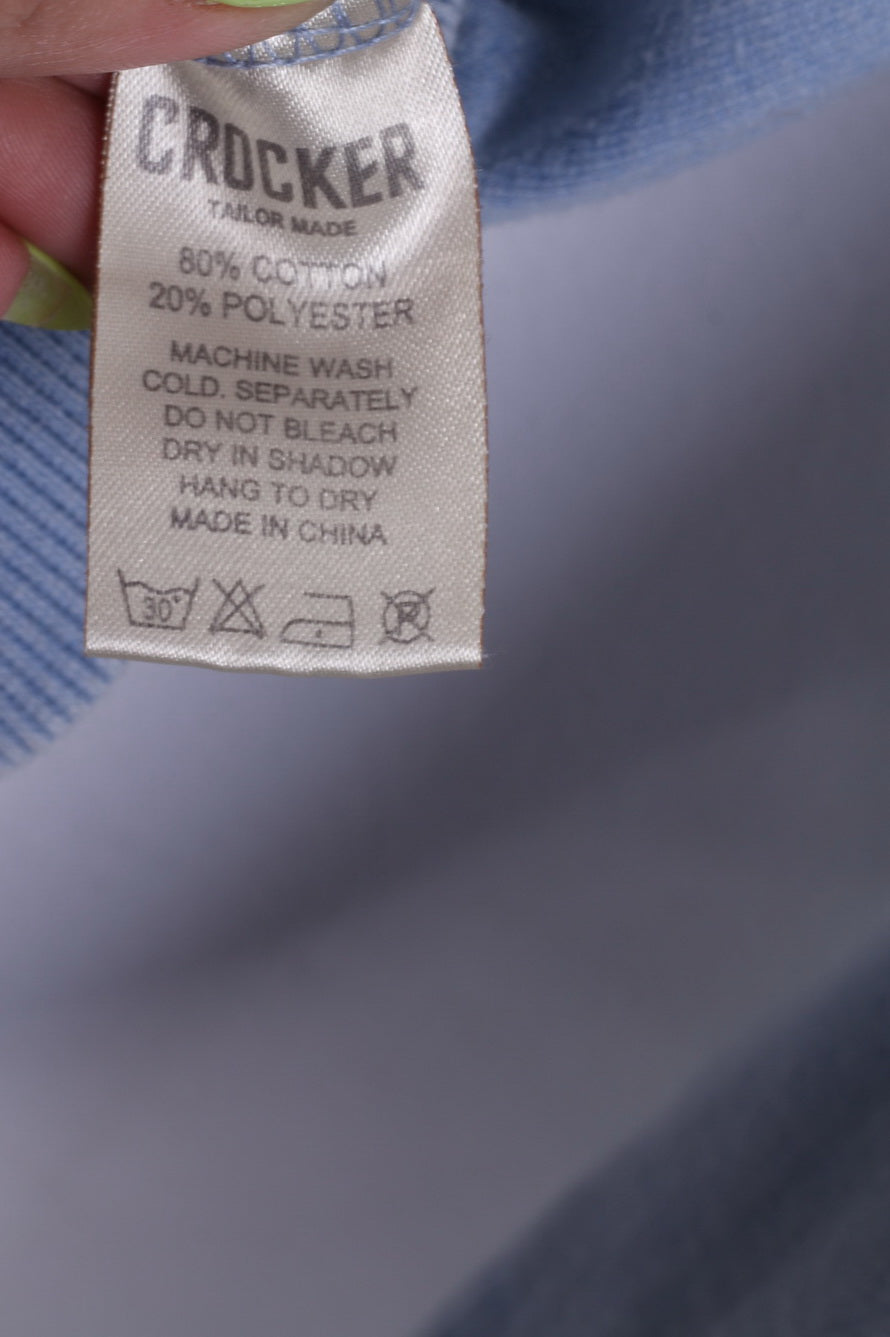 CROCKER
TAILOR MADE
80% COTTON
20% POLYESTER
MACHINE WASH
COLD. SEPARATELY
DO NOT BLEACH
DRY IN SHADOW
HANG TO DRY
MADE IN CHINA
30° P